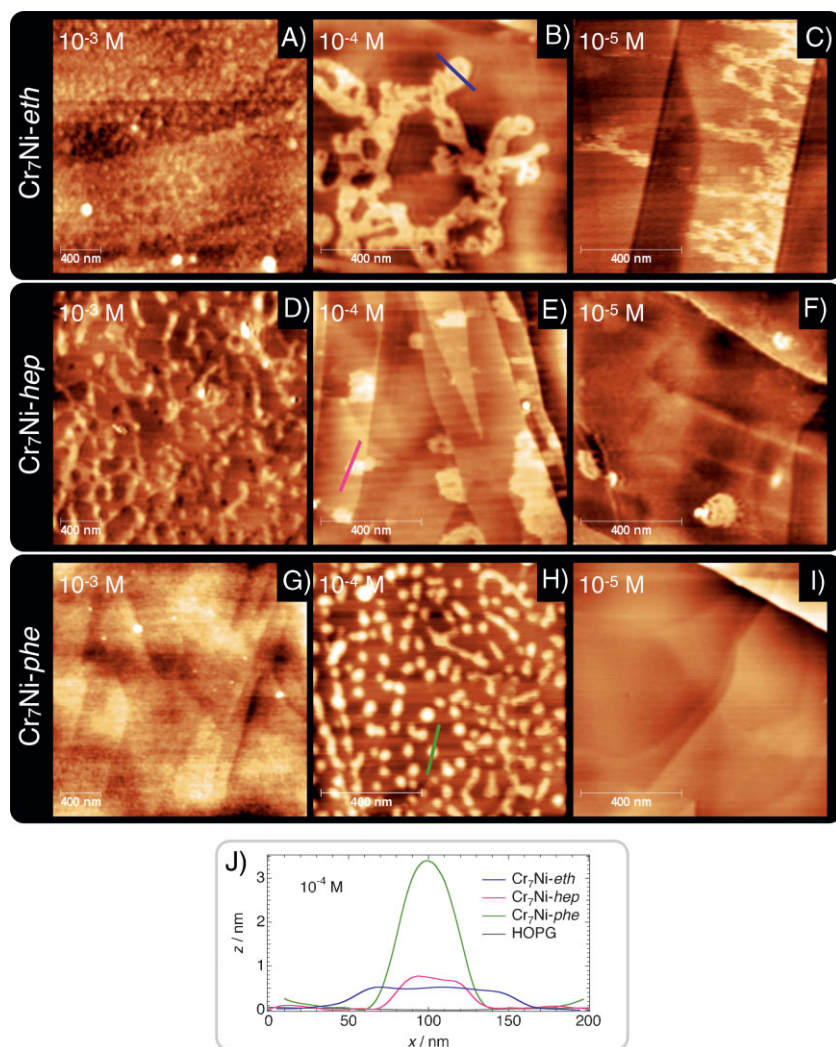 Cr₇Ni-eth
10⁻³ M
A)
400 nm
10⁻⁴ M
B)
400 nm
10⁻⁵ M
C)
400 nm
Cr₇Ni-hep
10⁻³ M
D)
400 nm
10⁻⁴ M
E)
400 nm
10⁻⁵ M
F)
400 nm
Cr₇Ni-phe
10⁻³ M
G)
400 nm
10⁻⁴ M
H)
400 nm
10⁻⁵ M
I)
400 nm
J)
10⁻⁴ M
Cr₇Ni-eth
Cr₇Ni-hep
Cr₇Ni-phe
HOPG
z / nm
3
2
1
0
0 50 100 150 200
x / nm